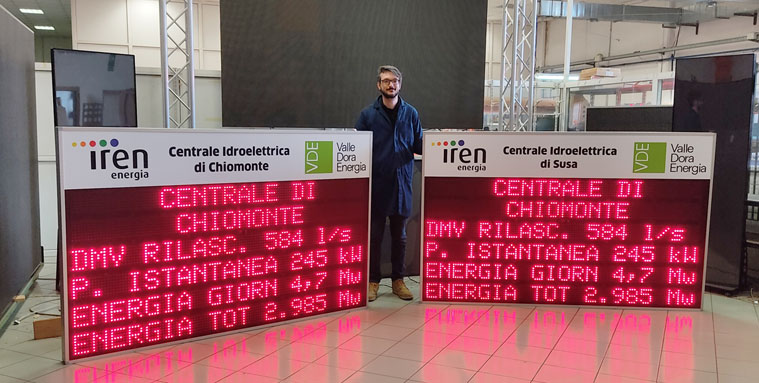 iren
energia
Centrale Idroelettrica
di Chiomonte
VDE
Valle
Dora
Energia
CENTRALE DI
CHIOMONTE
DMV RILASC. 584 l/s
P. ISTANTANEA 245 kW
ENERGIA GIORN 4,7 Mw
ENERGIA TOT 2.985 Mw
iren
energia
Centrale Idroelettrica
di Susa
VDE
Valle
Dora
Energia
CENTRALE DI
CHIOMONTE
DMV RILASC. 584 l/s
P. ISTANTANEA 245 kW
ENERGIA GIORN 4,7 Mw
ENERGIA TOT 2.985 Mw